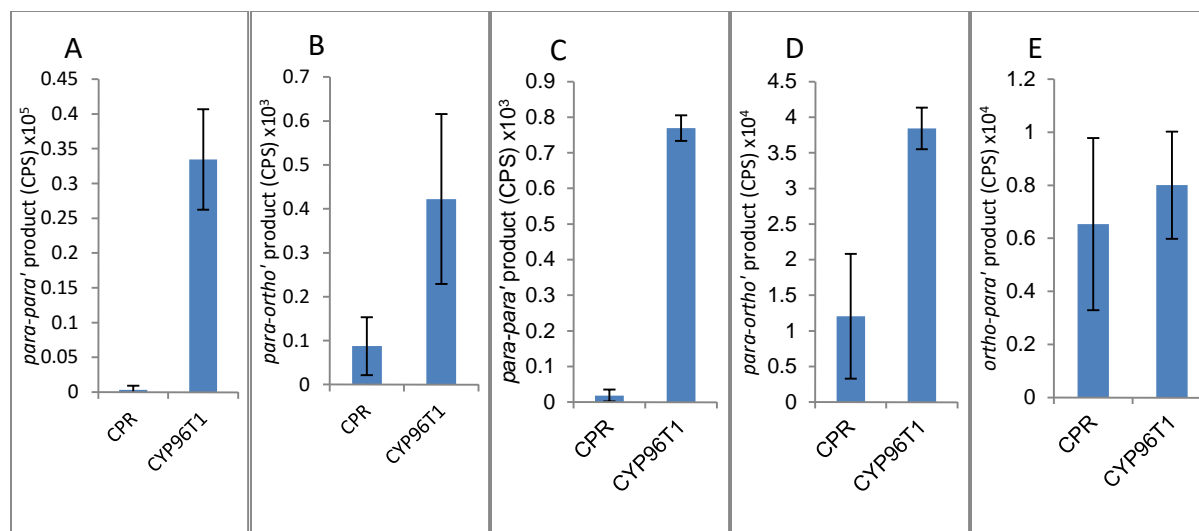 A
para-para' product (CPS) x10⁵
0.45
0.4
0.35
0.3
0.25
0.2
0.15
0.1
0.05
0
CPR
CYP96T1
B
para-ortho' product (CPS) x10³
0.7
0.6
0.5
0.4
0.3
0.2
0.1
0
CPR
CYP96T1
C
para-para' product (CPS) x10³
0.9
0.8
0.7
0.6
0.5
0.4
0.3
0.2
0.1
0
CPR
CYP96T1
D
para-ortho' product (CPS) x10⁴
4.5
4
3.5
3
2.5
2
1.5
1
0.5
0
CPR
CYP96T1
E
ortho-para' product (CPS) x10⁴
1.2
1
0.8
0.6
0.4
0.2
0
CPR
CYP96T1